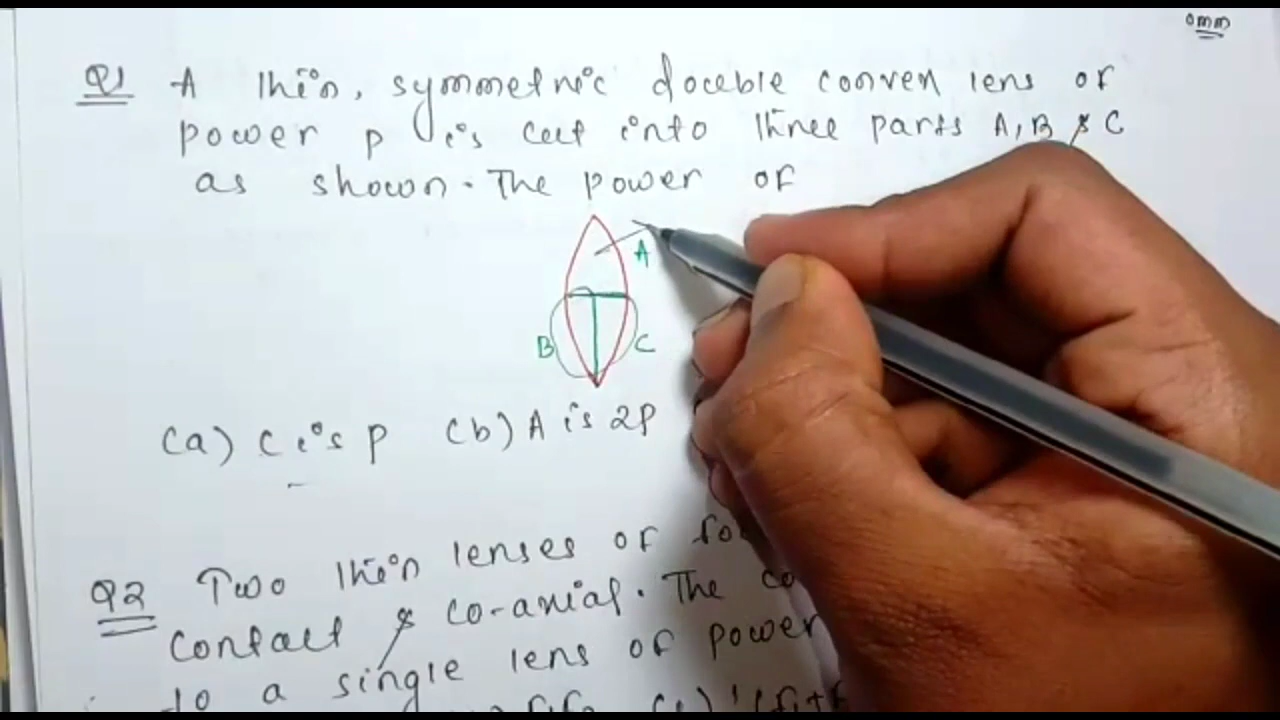 Omm
Q1 A thin, symmetric double convex lens of
power p is cut into three parts A, B & C
as shown. The power of
A
B C
(a) C is p (b) A is 2p
Q2 Two thin lenses of
contact & co-axial. The
to a single lens of power